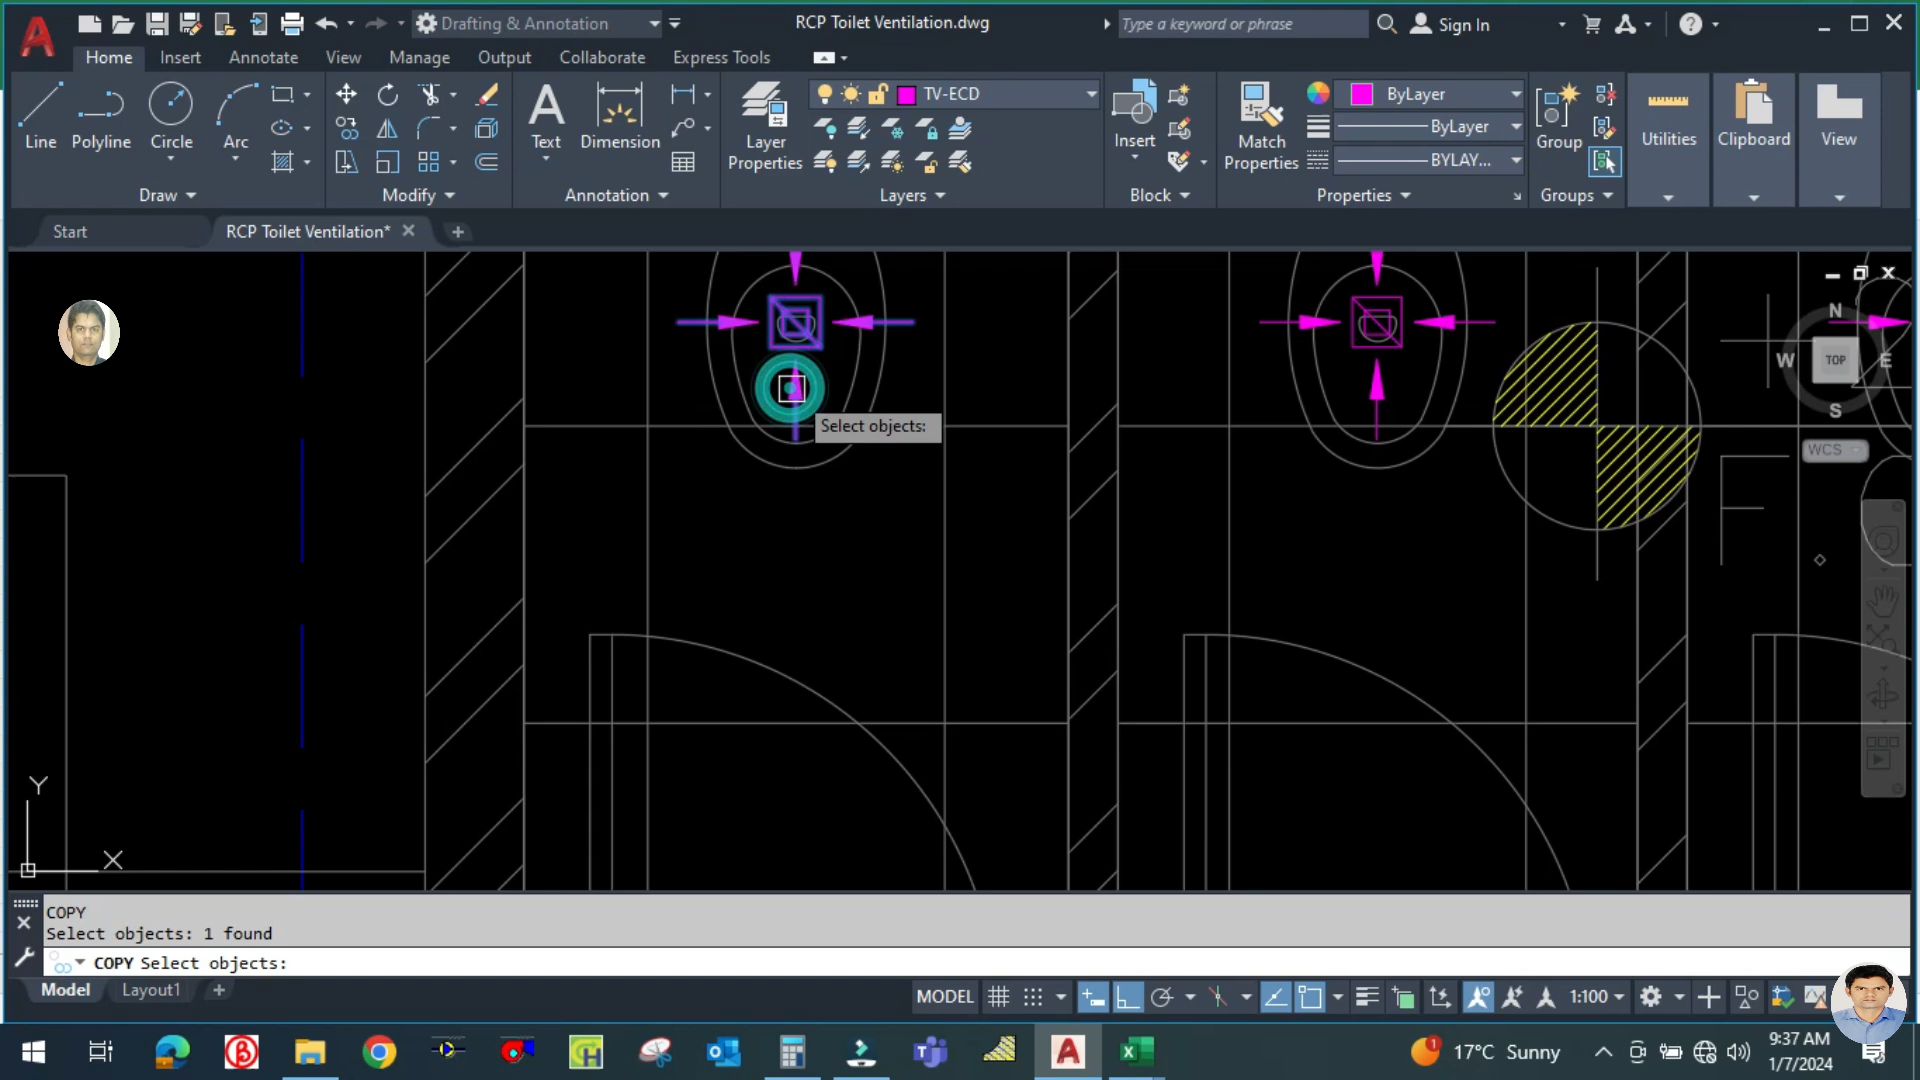 Drafting & Annotation
RCP Toilet Ventilation.dwg
Type a keyword or phrase
Sign In
Home
Insert
Annotate
View
Manage
Output
Collaborate
Express Tools
Line
Polyline
Circle
Arc
Text
Dimension
Layer
Properties
TV-ECD
Insert
Match
Properties
ByLayer
ByLayer
BYLAY...
Group
Utilities
Clipboard
View
Draw
Modify
Annotation
Layers
Block
Properties
Groups
Start
RCP Toilet Ventilation*
N
W
TOP
E
S
WCS
Select objects:
F
Y
X
COPY
Select objects: 1 found
COPY Select objects:
Model
Layout1
MODEL
1:100
17°C Sunny
9:37 AM
1/7/2024